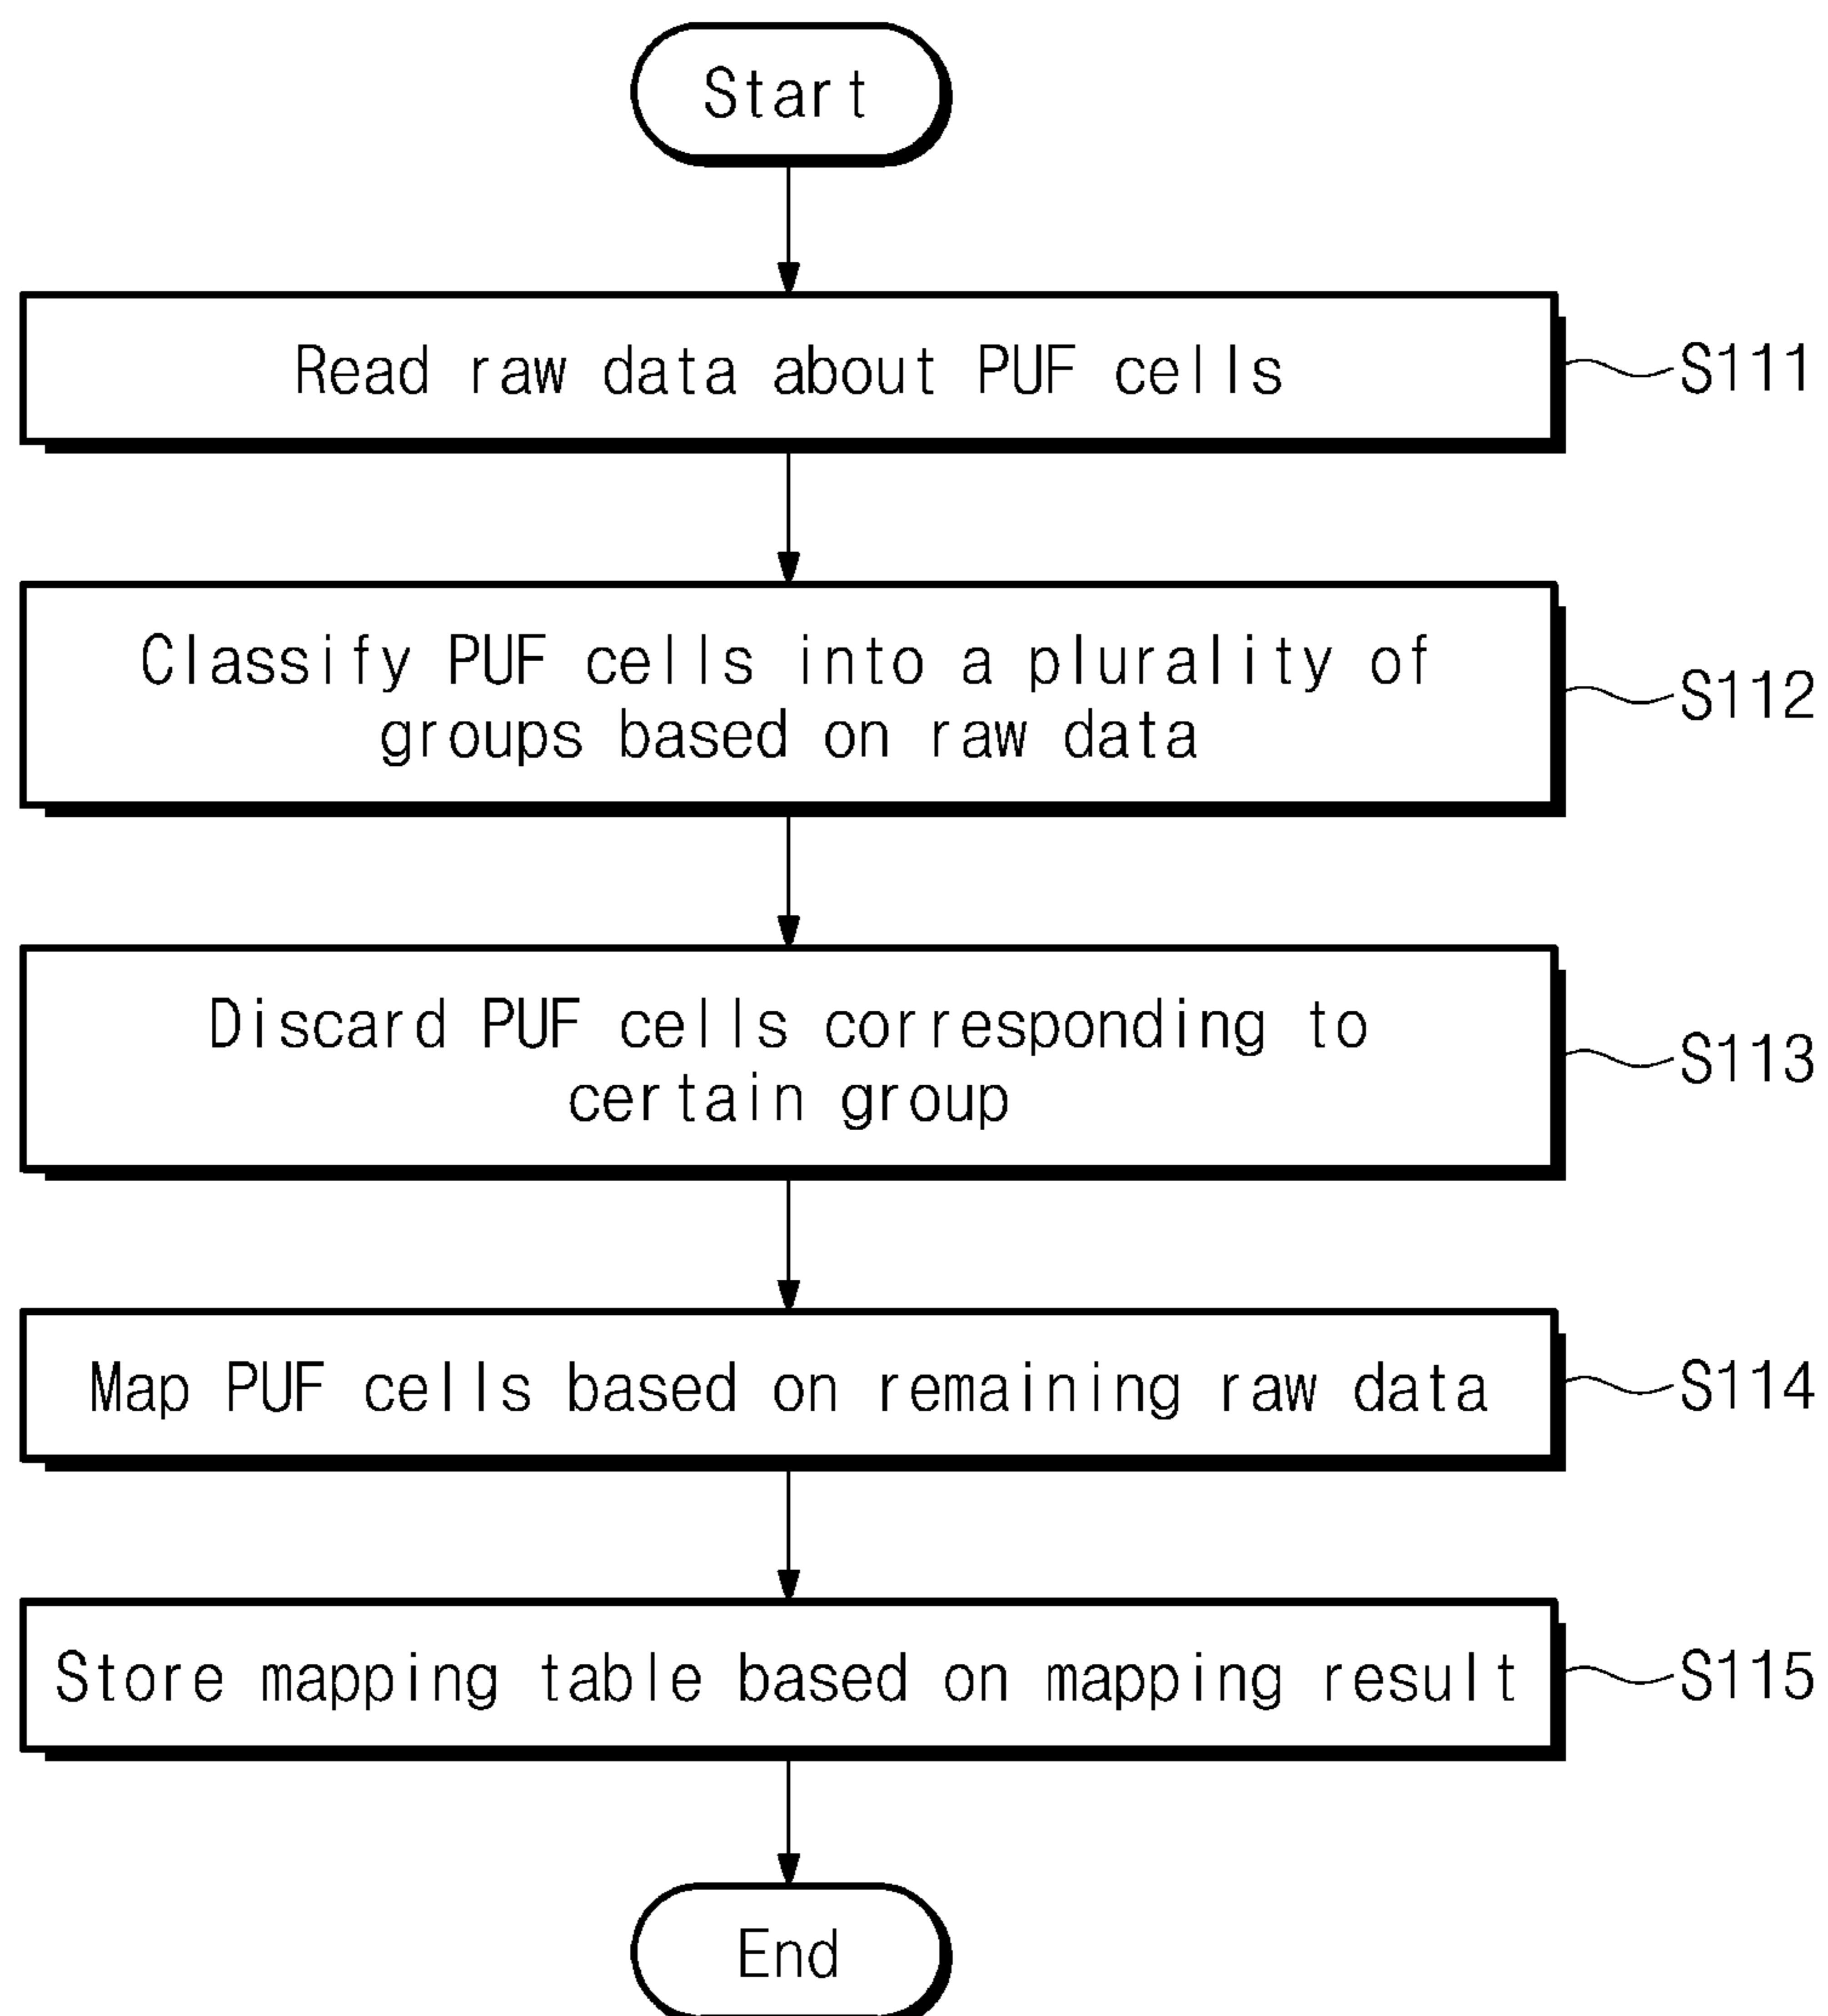 Start
Read raw data about PUF cells
S111
Classify PUF cells into a plurality of
groups based on raw data
S112
Discard PUF cells corresponding to
certain group
S113
Map PUF cells based on remaining raw data
S114
Store mapping table based on mapping result
S115
End